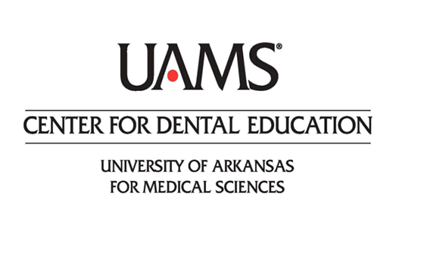 UAMS®
CENTER FOR DENTAL EDUCATION
UNIVERSITY OF ARKANSAS
FOR MEDICAL SCIENCES